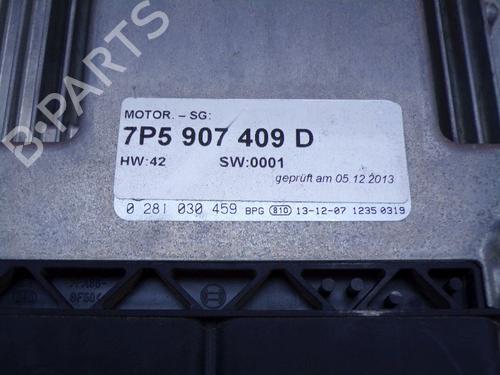 B-PARTS
MOTOR. – SG:
7P5 907 409 D
HW:42 SW:0001
geprüft am 05.12.2013
0 281 030 459 BPG 810 13-12-07 1235 0319